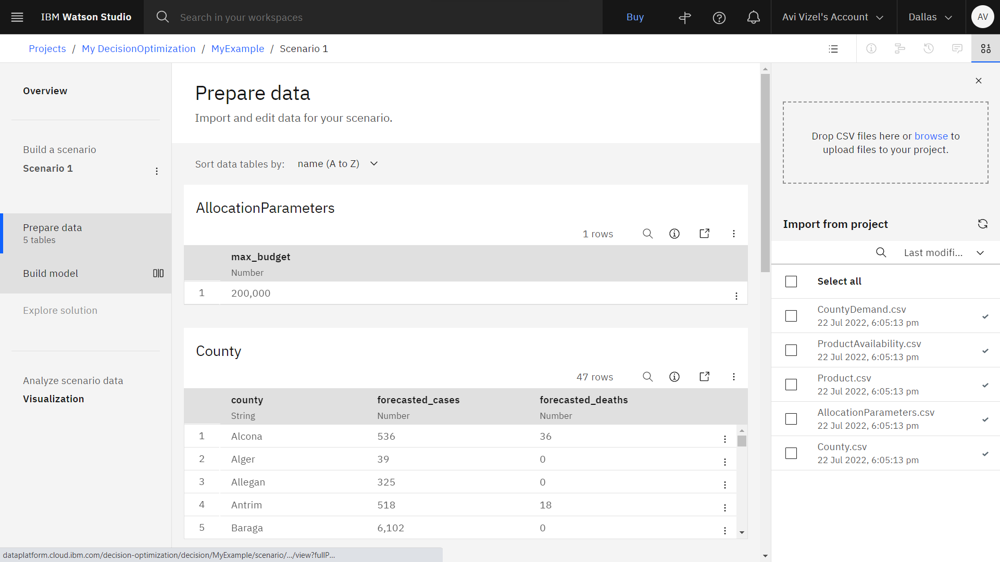 IBM Watson Studio
Search in your workspaces
Buy
Avi Vizel's Account
Dallas
AV
Projects / My DecisionOptimization / MyExample / Scenario 1
Overview
Build a scenario
Scenario 1
Prepare data
5 tables
Build model
Explore solution
Analyze scenario data
Visualization
Prepare data
Import and edit data for your scenario.
Sort data tables by: name (A to Z)
AllocationParameters
1 rows
max_budget
Number
1 200,000
County
47 rows
county forecasted_cases forecasted_deaths
String Number Number
1 Alcona 536 36
2 Alger 39 0
3 Allegan 325 0
4 Antrim 518 18
5 Baraga 6,102 0
Drop CSV files here or browse to
upload files to your project.
Import from project
Last modifi...
Select all
CountyDemand.csv
22 Jul 2022, 6:05:13 pm
ProductAvailability.csv
22 Jul 2022, 6:05:13 pm
Product.csv
22 Jul 2022, 6:05:13 pm
AllocationParameters.csv
22 Jul 2022, 6:05:13 pm
County.csv
22 Jul 2022, 6:05:13 pm
dataplatform.cloud.ibm.com/decision-optimization/decision/MyExample/scenario/.../view?fullP...